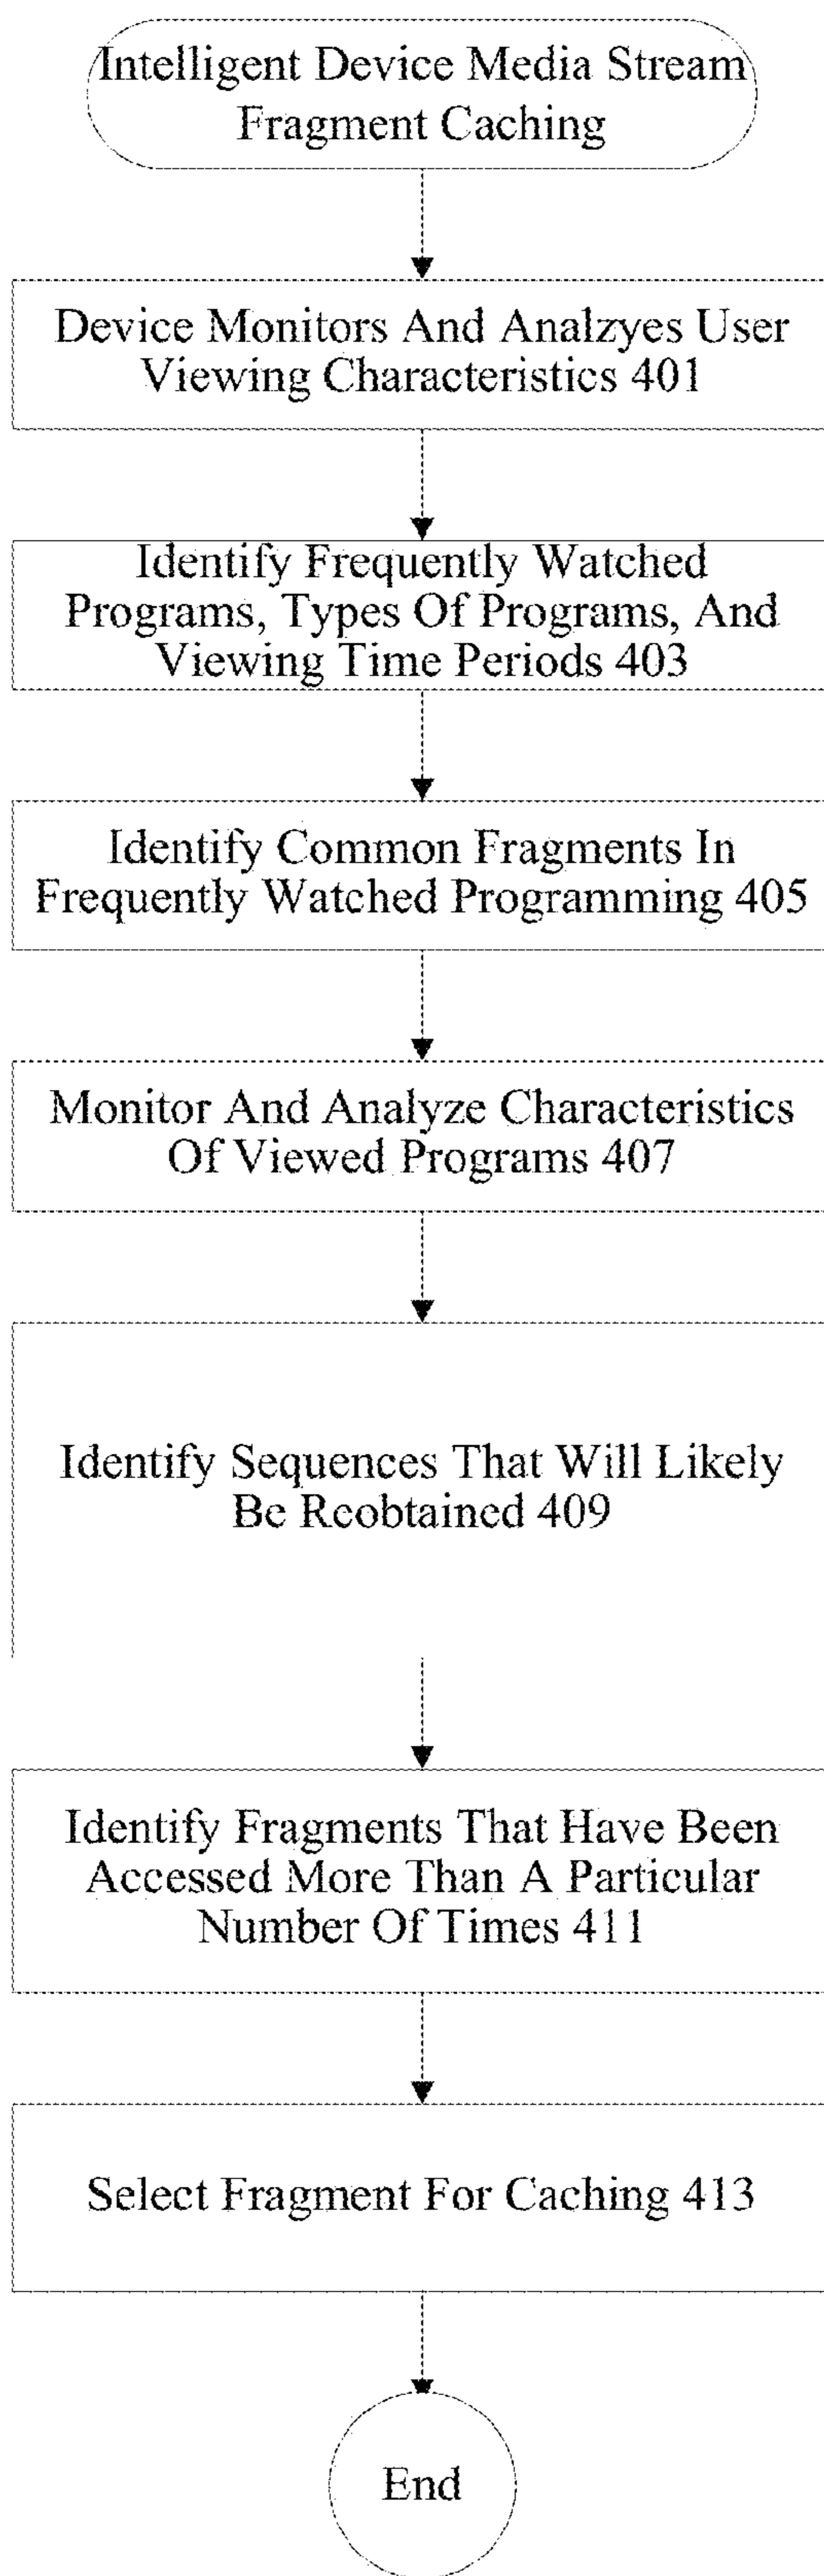 Intelligent Device Media Stream
Fragment Caching
Device Monitors And Analzyes User
Viewing Characteristics 401
Identify Frequently Watched
Programs, Types Of Programs, And
Viewing Time Periods 403
Identify Common Fragments In
Frequently Watched Programming 405
Monitor And Analyze Characteristics
Of Viewed Programs 407
Identify Sequences That Will Likely
Be Reobtained 409
Identify Fragments That Have Been
Accessed More Than A Particular
Number Of Times 411
Select Fragment For Caching 413
End